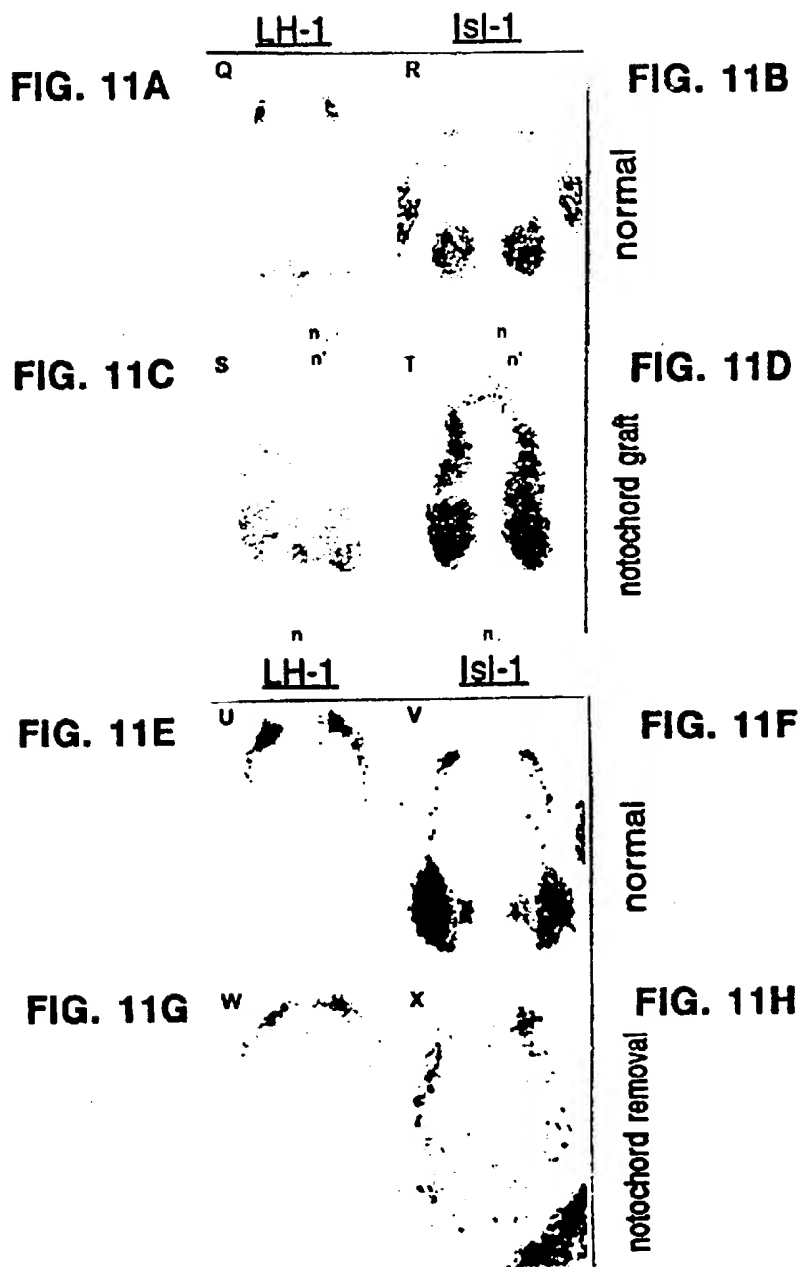 LH-1 Isl-1
FIG. 11A Q R FIG. 11B
normal
n n
FIG. 11C S n' T n' FIG. 11D
notochord graft
n n
LH-1 Isl-1
FIG. 11E U V FIG. 11F
normal
FIG. 11G W X FIG. 11H
notochord removal